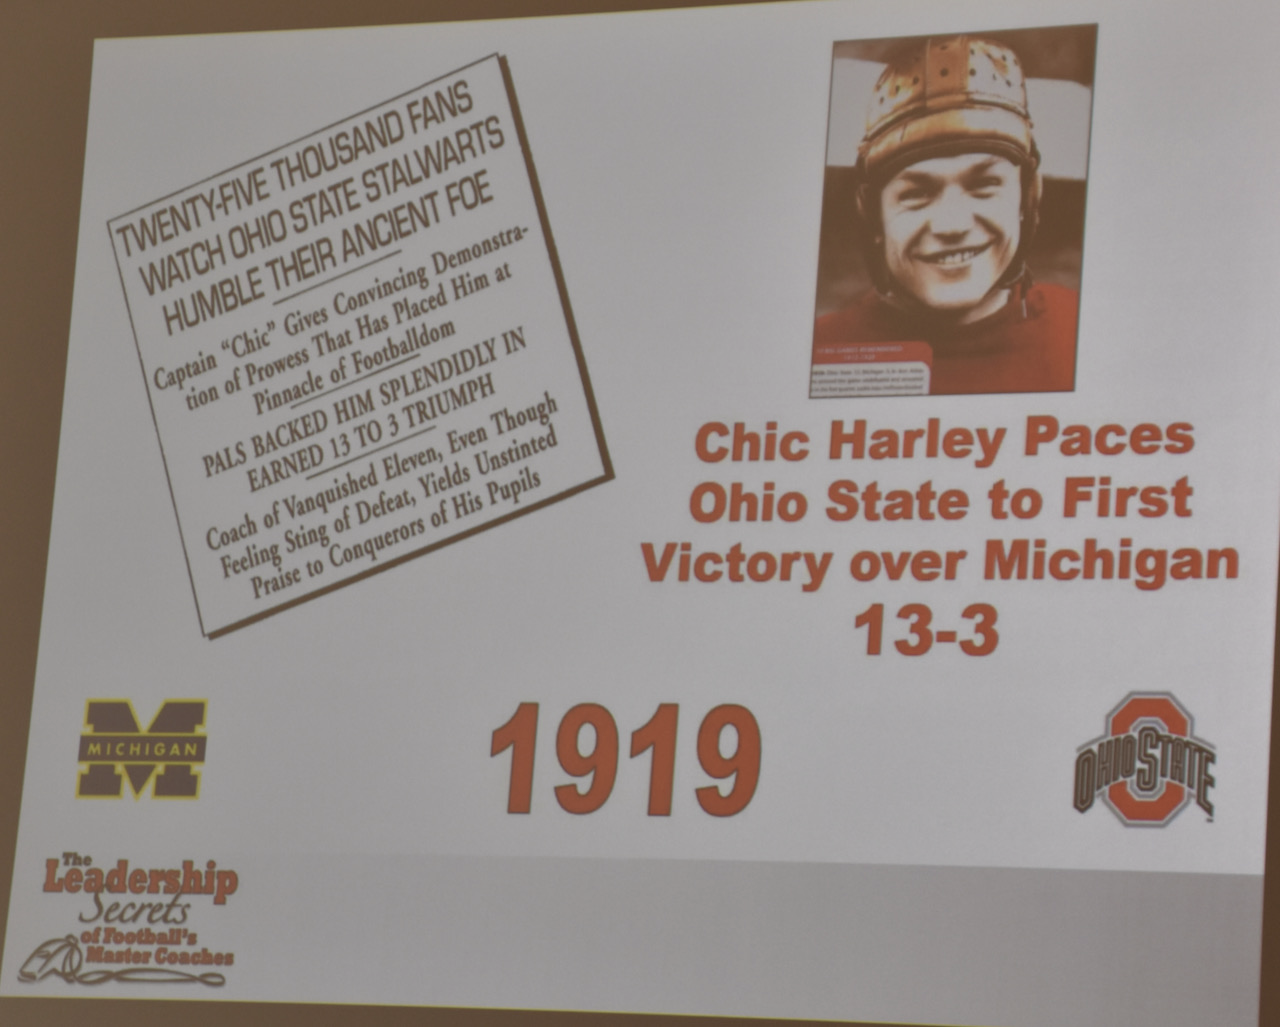 TWENTY-FIVE THOUSAND FANS
WATCH OHIO STATE STALWARTS
HUMBLE THEIR ANCIENT FOE
Captain “Chic” Gives Convincing Demonstra-
tion of Prowess That Has Placed Him at
Pinnacle of Footballdom
PALS BACKED HIM SPLENDIDLY IN
EARNED 13 TO 3 TRIUMPH
Coach of Vanquished Eleven, Even Though
Feeling Sting of Defeat, Yields Unstinted
Praise to Conquerors of His Pupils
Chic Harley Paces
Ohio State to First
Victory over Michigan
13-3
MICHIGAN
1919
OHIO STATE
The
Leadership
Secrets
of Football's
Master Coaches